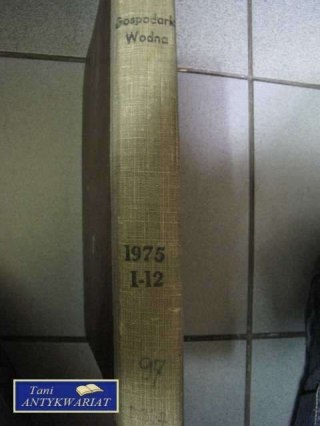 Gospodarka
Wodna
1975
I-12
97
Tani
ANTYKWARIAT